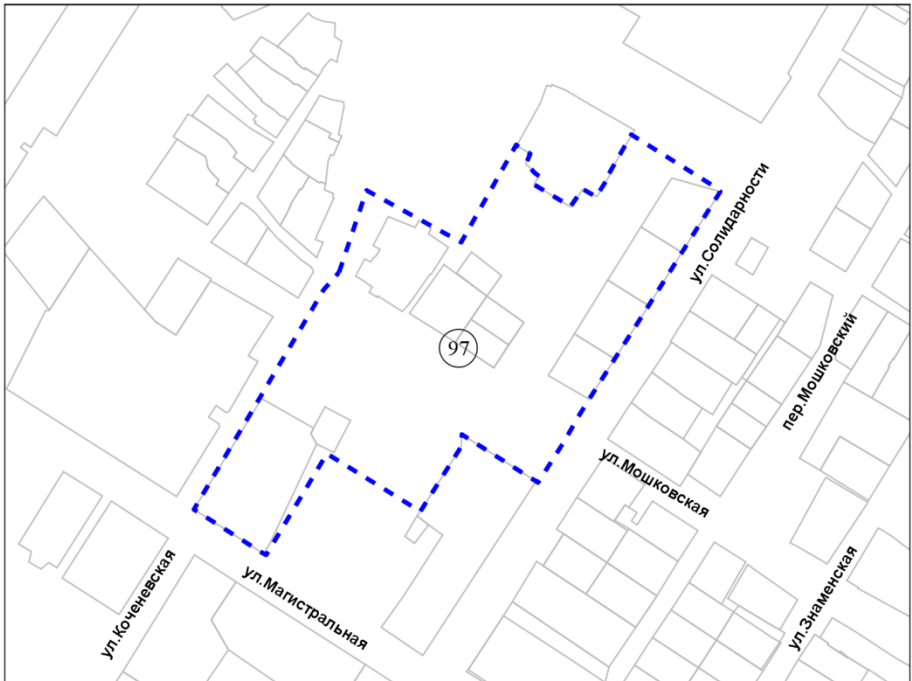 ул.Солидарности
97
пер.Мошковский
ул.Мошковская
ул.Коченевская
ул.Магистральная
ул.Знаменская